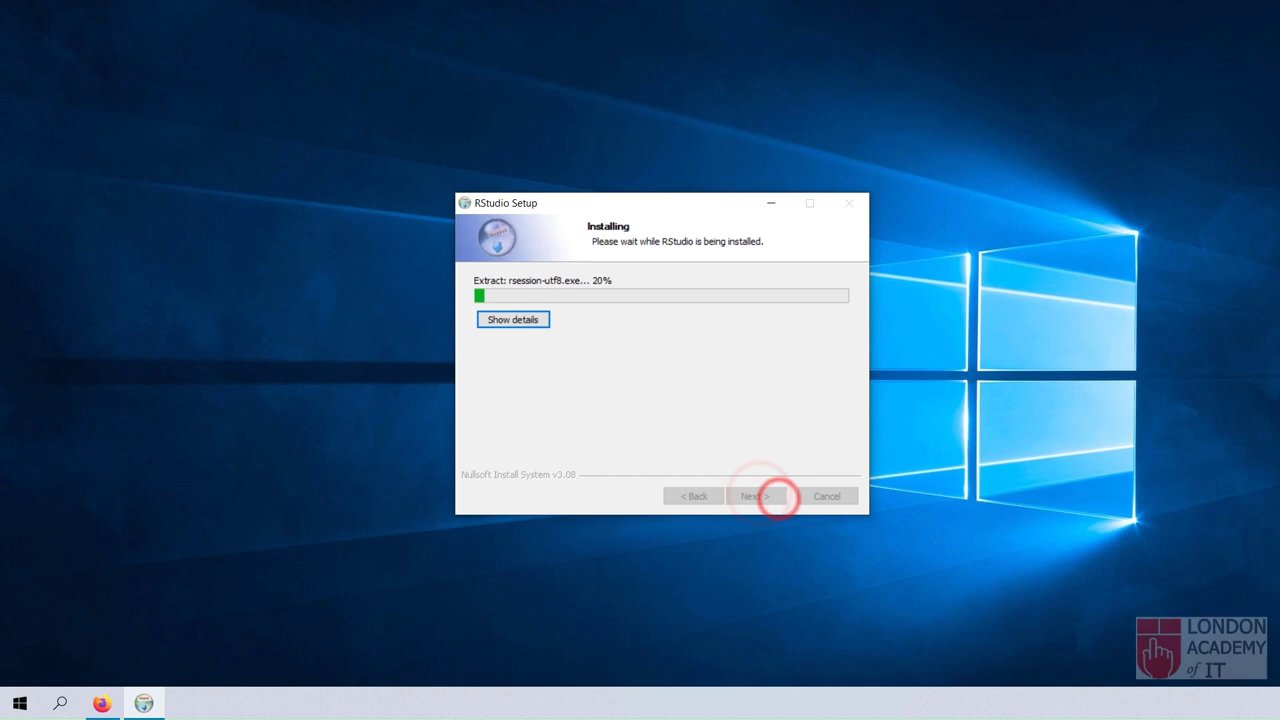 RStudio Setup
Installing
Please wait while RStudio is being installed.
Extract: rsession-utf8.exe... 20%
Show details
Nullsoft Install System v3.08
< Back
Next >
Cancel
LONDON
ACADEMY
of IT